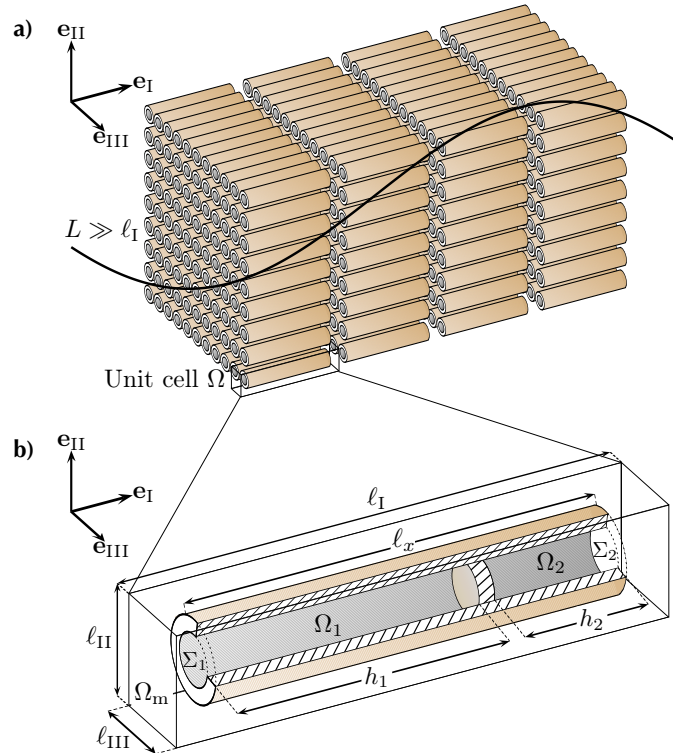 a)
e_II
e_I
e_III
L ≫ ℓ_I
Unit cell Ω
b)
e_II
e_I
e_III
ℓ_I
ℓ_x
Ω_2
Σ_2
Ω_1
ℓ_II
Σ_1
h_2
h_1
Ω_m
ℓ_III